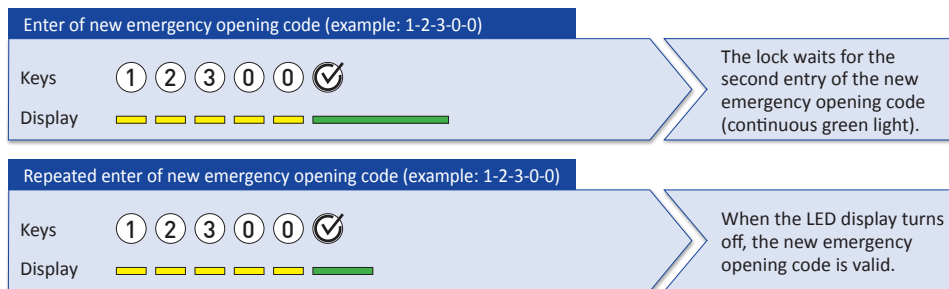 Enter of new emergency opening code (example: 1-2-3-0-0)
Keys 1 2 3 0 0
Display
The lock waits for the
second entry of the new
emergency opening code
(continuous green light).
Repeated enter of new emergency opening code (example: 1-2-3-0-0)
Keys 1 2 3 0 0
Display
When the LED display turns
off, the new emergency
opening code is valid.